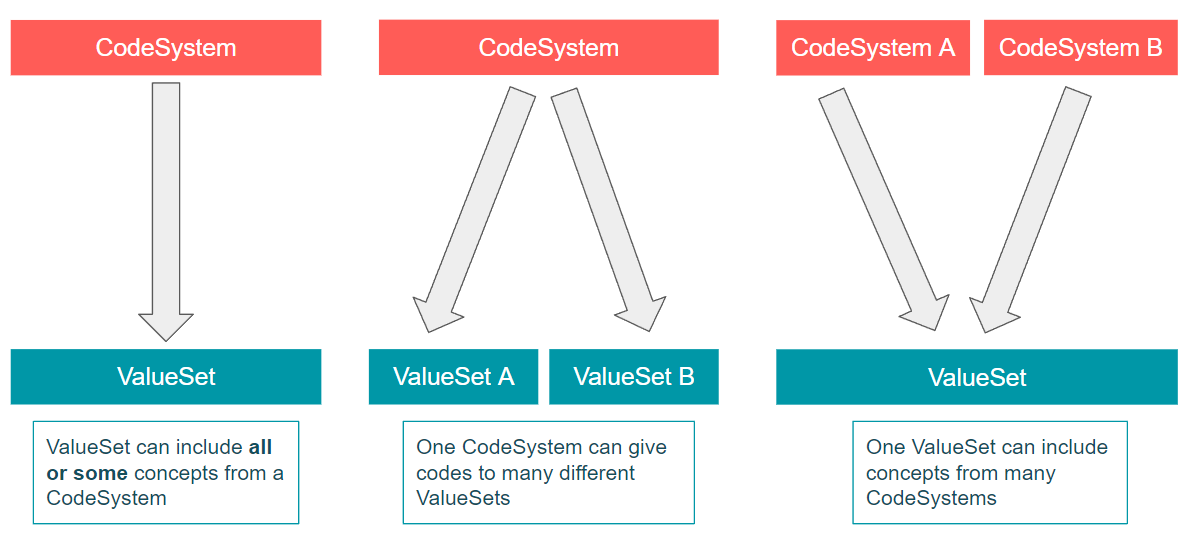 CodeSystem
ValueSet
ValueSet can include all
or some concepts from a
CodeSystem
CodeSystem
ValueSet A
ValueSet B
One CodeSystem can give
codes to many different
ValueSets
CodeSystem A
CodeSystem B
ValueSet
One ValueSet can include
concepts from many
CodeSystems